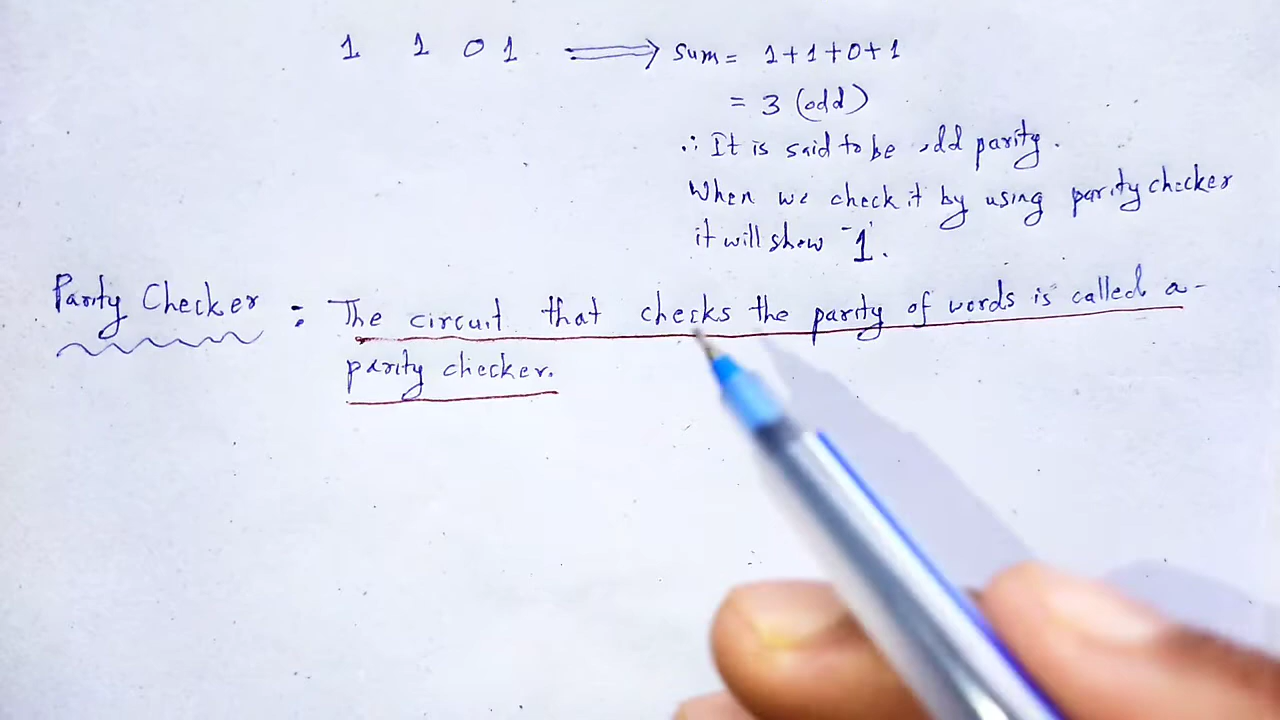 1 1 0 1 ⟹ Sum = 1+1+0+1
= 3 (odd)
∴ It is said to be odd parity.
When we check it by using parity checker
it will show '1'.
Parity Checker : The circuit that checks the parity of words is called a-
parity checker.